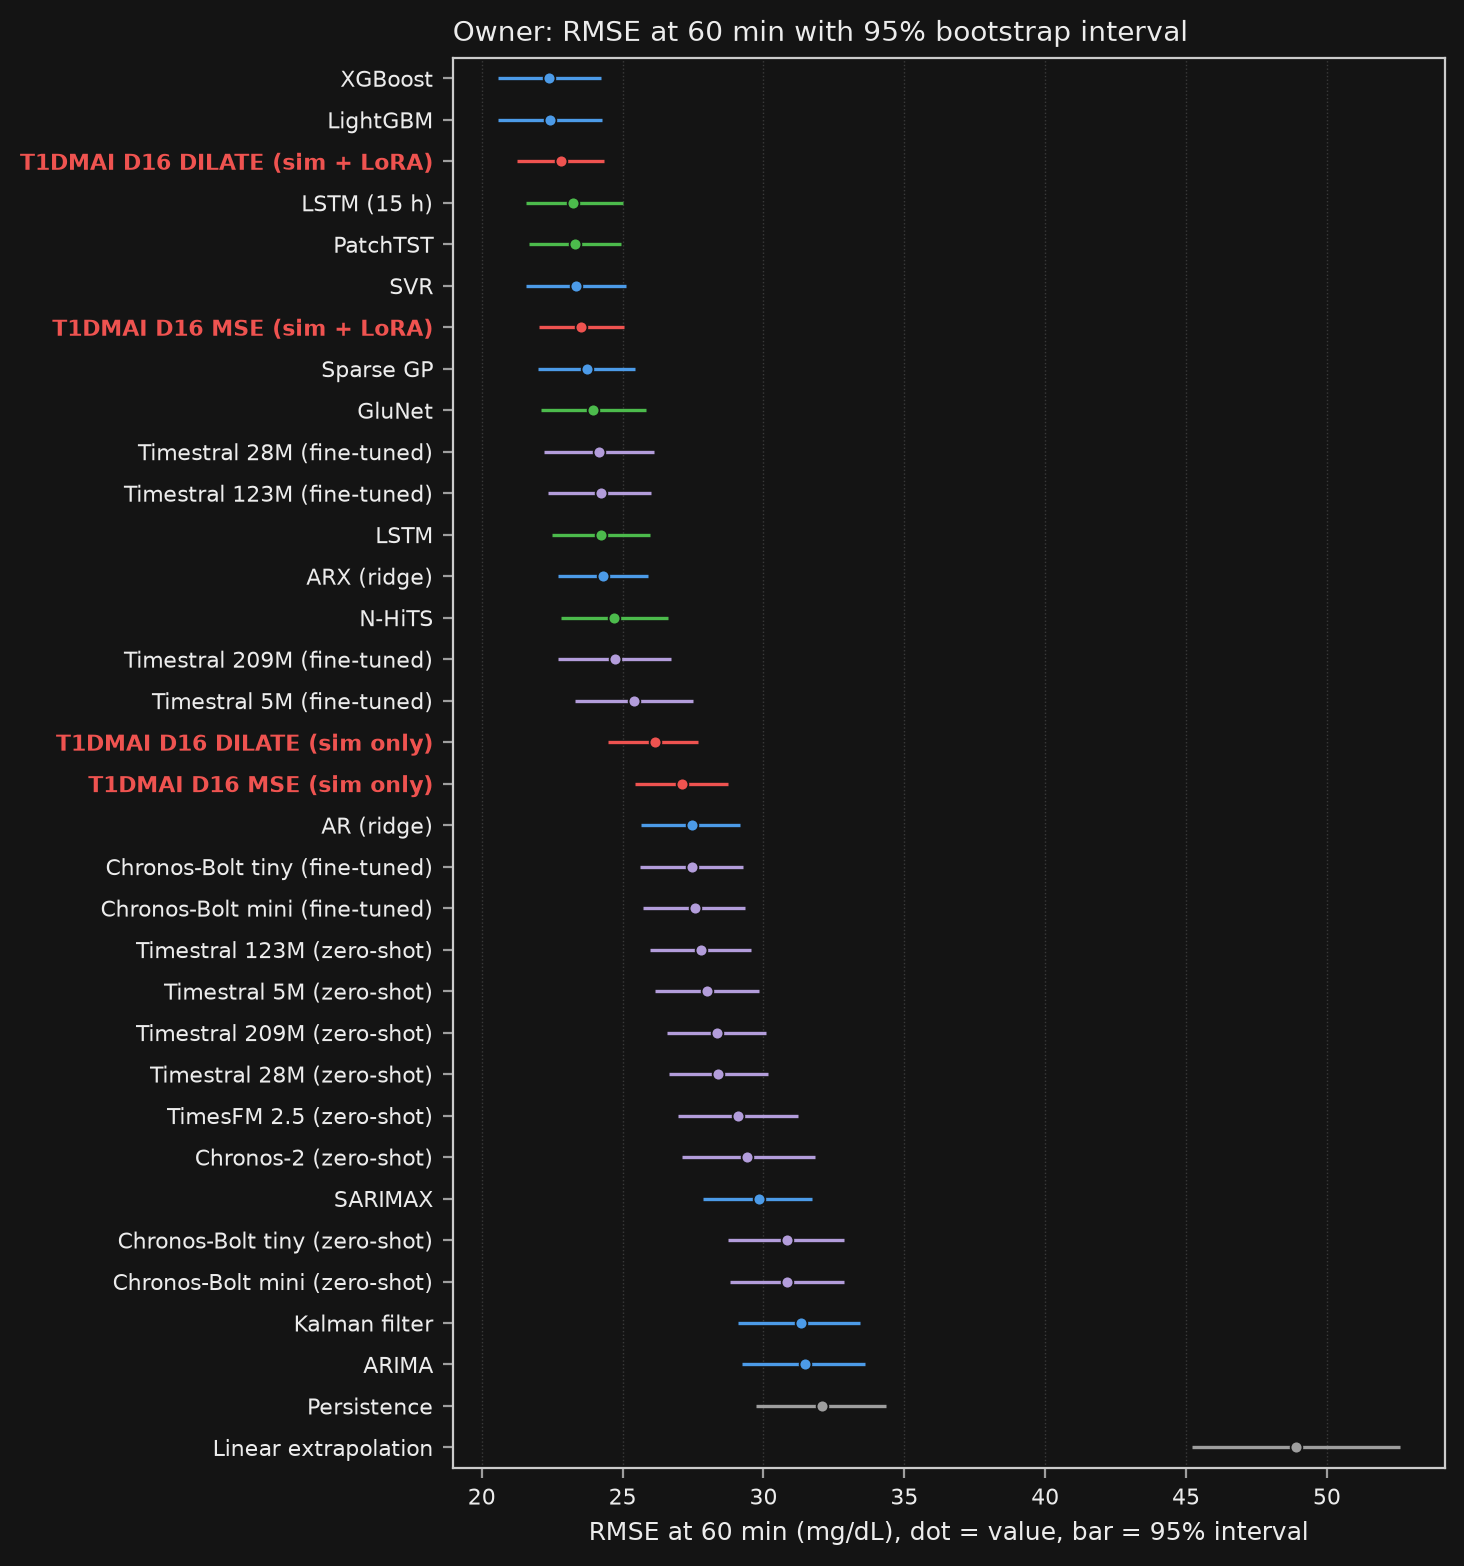 Owner: RMSE at 60 min with 95% bootstrap interval
XGBoost
LightGBM
T1DMAI D16 DILATE (sim + LoRA)
LSTM (15 h)
PatchTST
SVR
T1DMAI D16 MSE (sim + LoRA)
Sparse GP
GluNet
Timestral 28M (fine-tuned)
Timestral 123M (fine-tuned)
LSTM
ARX (ridge)
N-HiTS
Timestral 209M (fine-tuned)
Timestral 5M (fine-tuned)
T1DMAI D16 DILATE (sim only)
T1DMAI D16 MSE (sim only)
AR (ridge)
Chronos-Bolt tiny (fine-tuned)
Chronos-Bolt mini (fine-tuned)
Timestral 123M (zero-shot)
Timestral 5M (zero-shot)
Timestral 209M (zero-shot)
Timestral 28M (zero-shot)
TimesFM 2.5 (zero-shot)
Chronos-2 (zero-shot)
SARIMAX
Chronos-Bolt tiny (zero-shot)
Chronos-Bolt mini (zero-shot)
Kalman filter
ARIMA
Persistence
Linear extrapolation
20 25 30 35 40 45 50
RMSE at 60 min (mg/dL), dot = value, bar = 95% interval